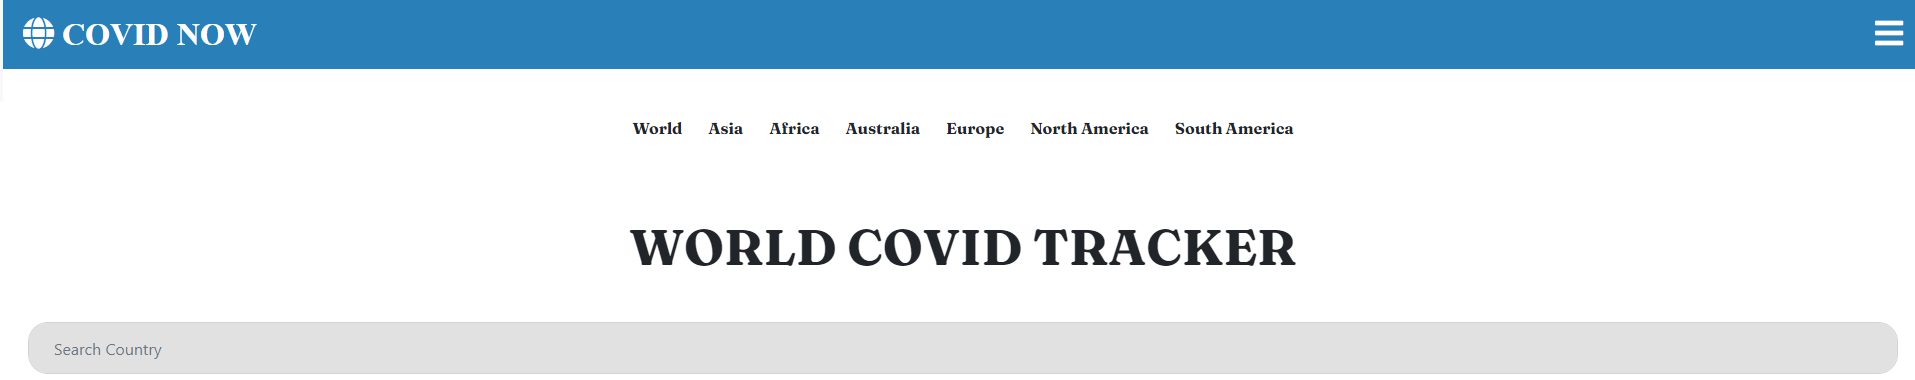 COVID NOW
World Asia Africa Australia Europe North America South America
WORLD COVID TRACKER
Search Country